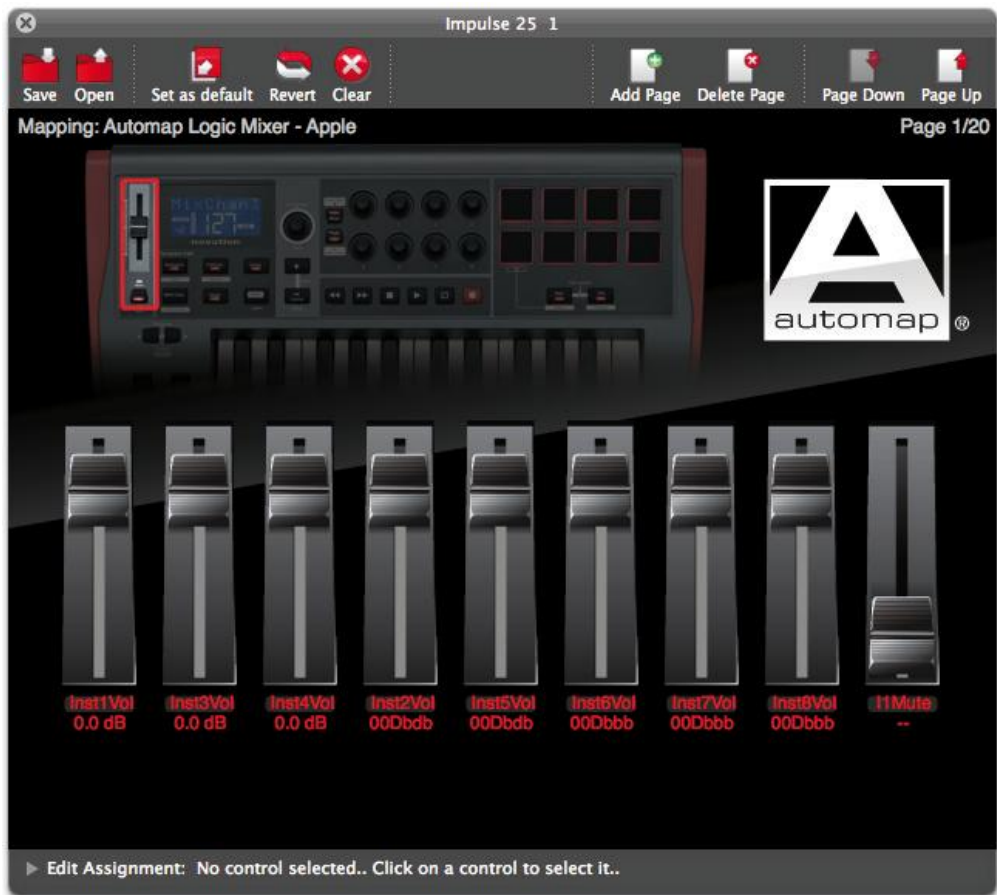 Impulse 25 1
Save Open Set as default Revert Clear Add Page Delete Page Page Down Page Up
Mapping: Automap Logic Mixer - Apple Page 1/20
MixChan1
127
novation
automap ®
Inst1Vol Inst3Vol Inst4Vol Inst2Vol Inst5Vol Inst6Vol Inst7Vol Inst8Vol I1Mute
0.0 dB 0.0 dB 0.0 dB 00Dbdb 00Dbdb 00Dbbb 00Dbbb 00Dbbb --
Edit Assignment: No control selected.. Click on a control to select it..